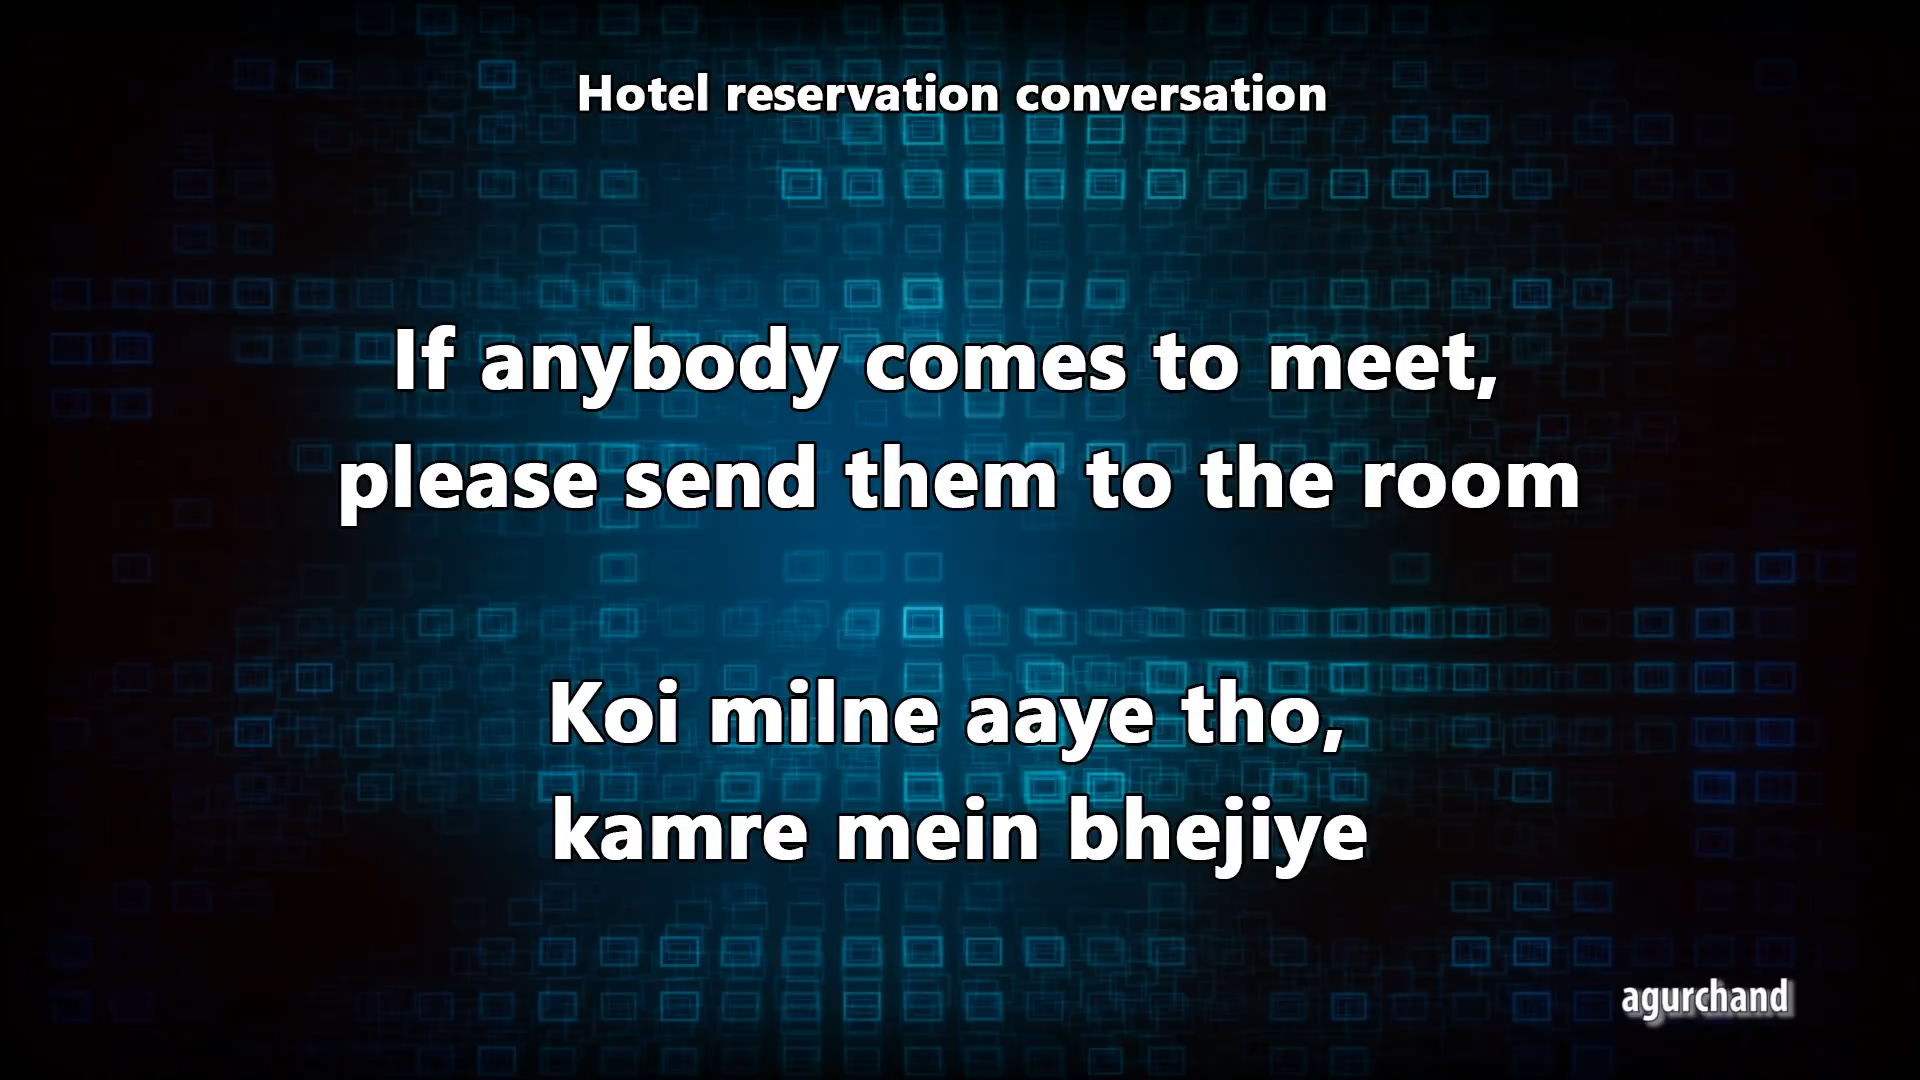 Hotel reservation conversation
If anybody comes to meet,
please send them to the room
Koi milne aaye tho,
kamre mein bhejiye
agurchand